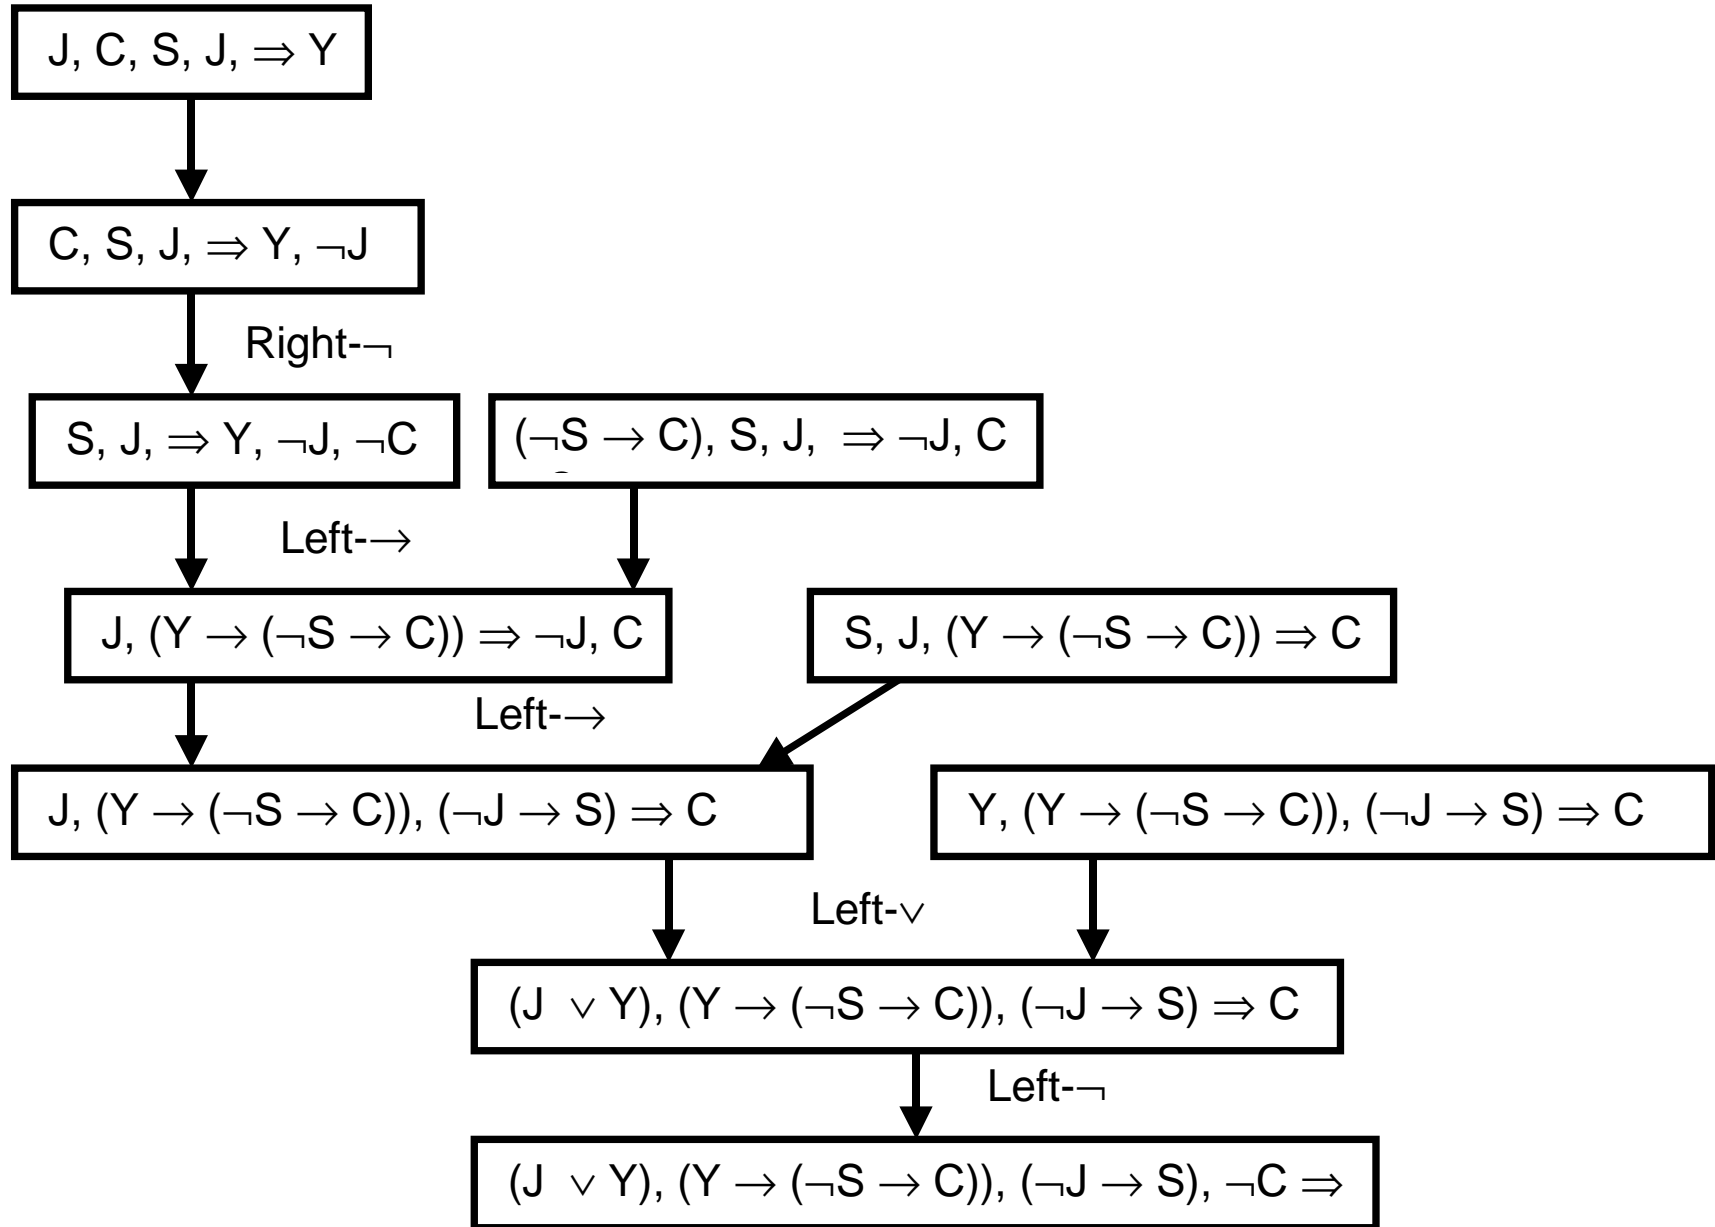 J, C, S, J, ⇒ Y
C, S, J, ⇒ Y, ¬J
Right-¬
S, J, ⇒ Y, ¬J, ¬C
(¬S → C), S, J, ⇒ ¬J, C
Left-→
J, (Y → (¬S → C)) ⇒ ¬J, C
S, J, (Y → (¬S → C)) ⇒ C
Left-→
J, (Y → (¬S → C)), (¬J → S) ⇒ C
Y, (Y → (¬S → C)), (¬J → S) ⇒ C
Left-∨
(J ∨ Y), (Y → (¬S → C)), (¬J → S) ⇒ C
Left-¬
(J ∨ Y), (Y → (¬S → C)), (¬J → S), ¬C ⇒